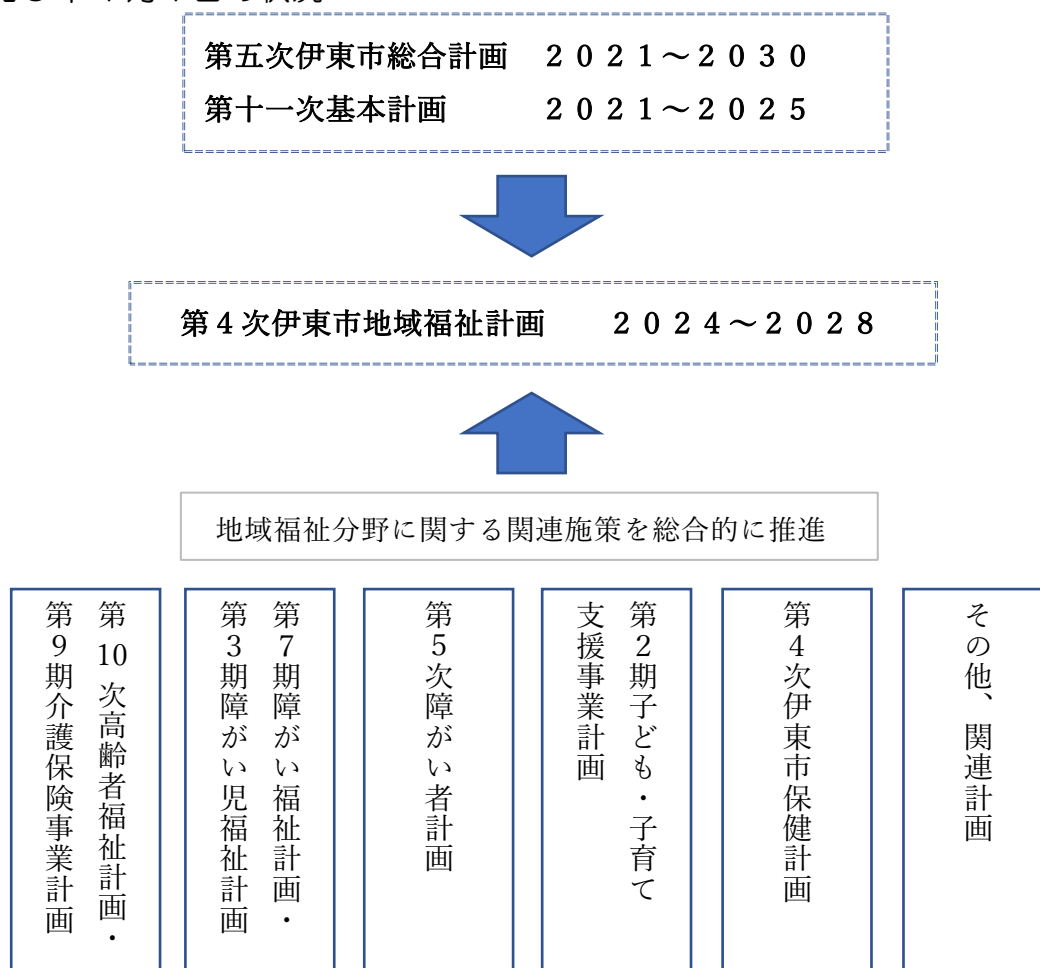 第五次伊東市総合計画　２０２１～２０３０
第十一次基本計画　２０２１～２０２５
第４次伊東市地域福祉計画　２０２４～２０２８
地域福祉分野に関する関連施策を総合的に推進
第10次高齢者福祉計画・
第９期介護保険事業計画
第７期障がい福祉計画・
第３期障がい児福祉計画
第５次障がい者計画
第２期子ども・子育て
支援事業計画
第４次伊東市保健計画
その他、関連計画